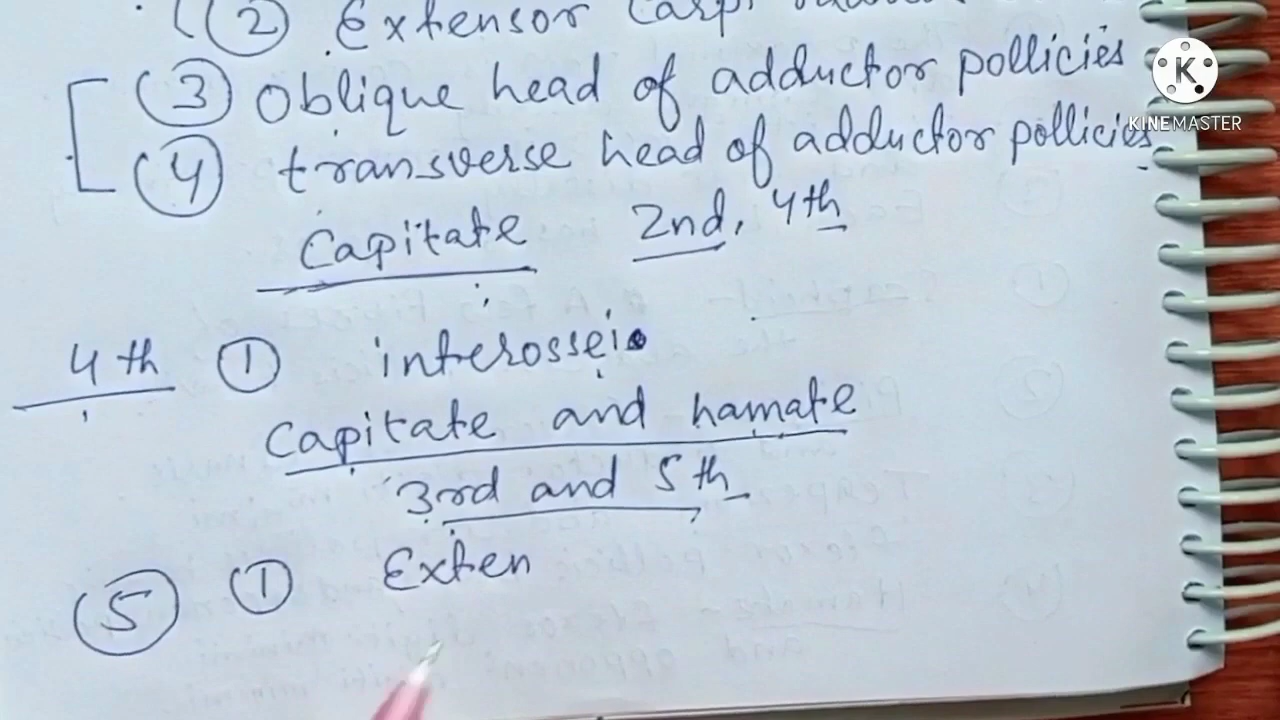 (2) Extensor Carpi
(3) Oblique head of adductor pollicies
(4) transverse head of adductor pollicies
Capitate 2nd, 4th
4th (1) interossei
Capitate and hamate
3rd and 5th
(5) (1) Exten
K
KINEMASTER